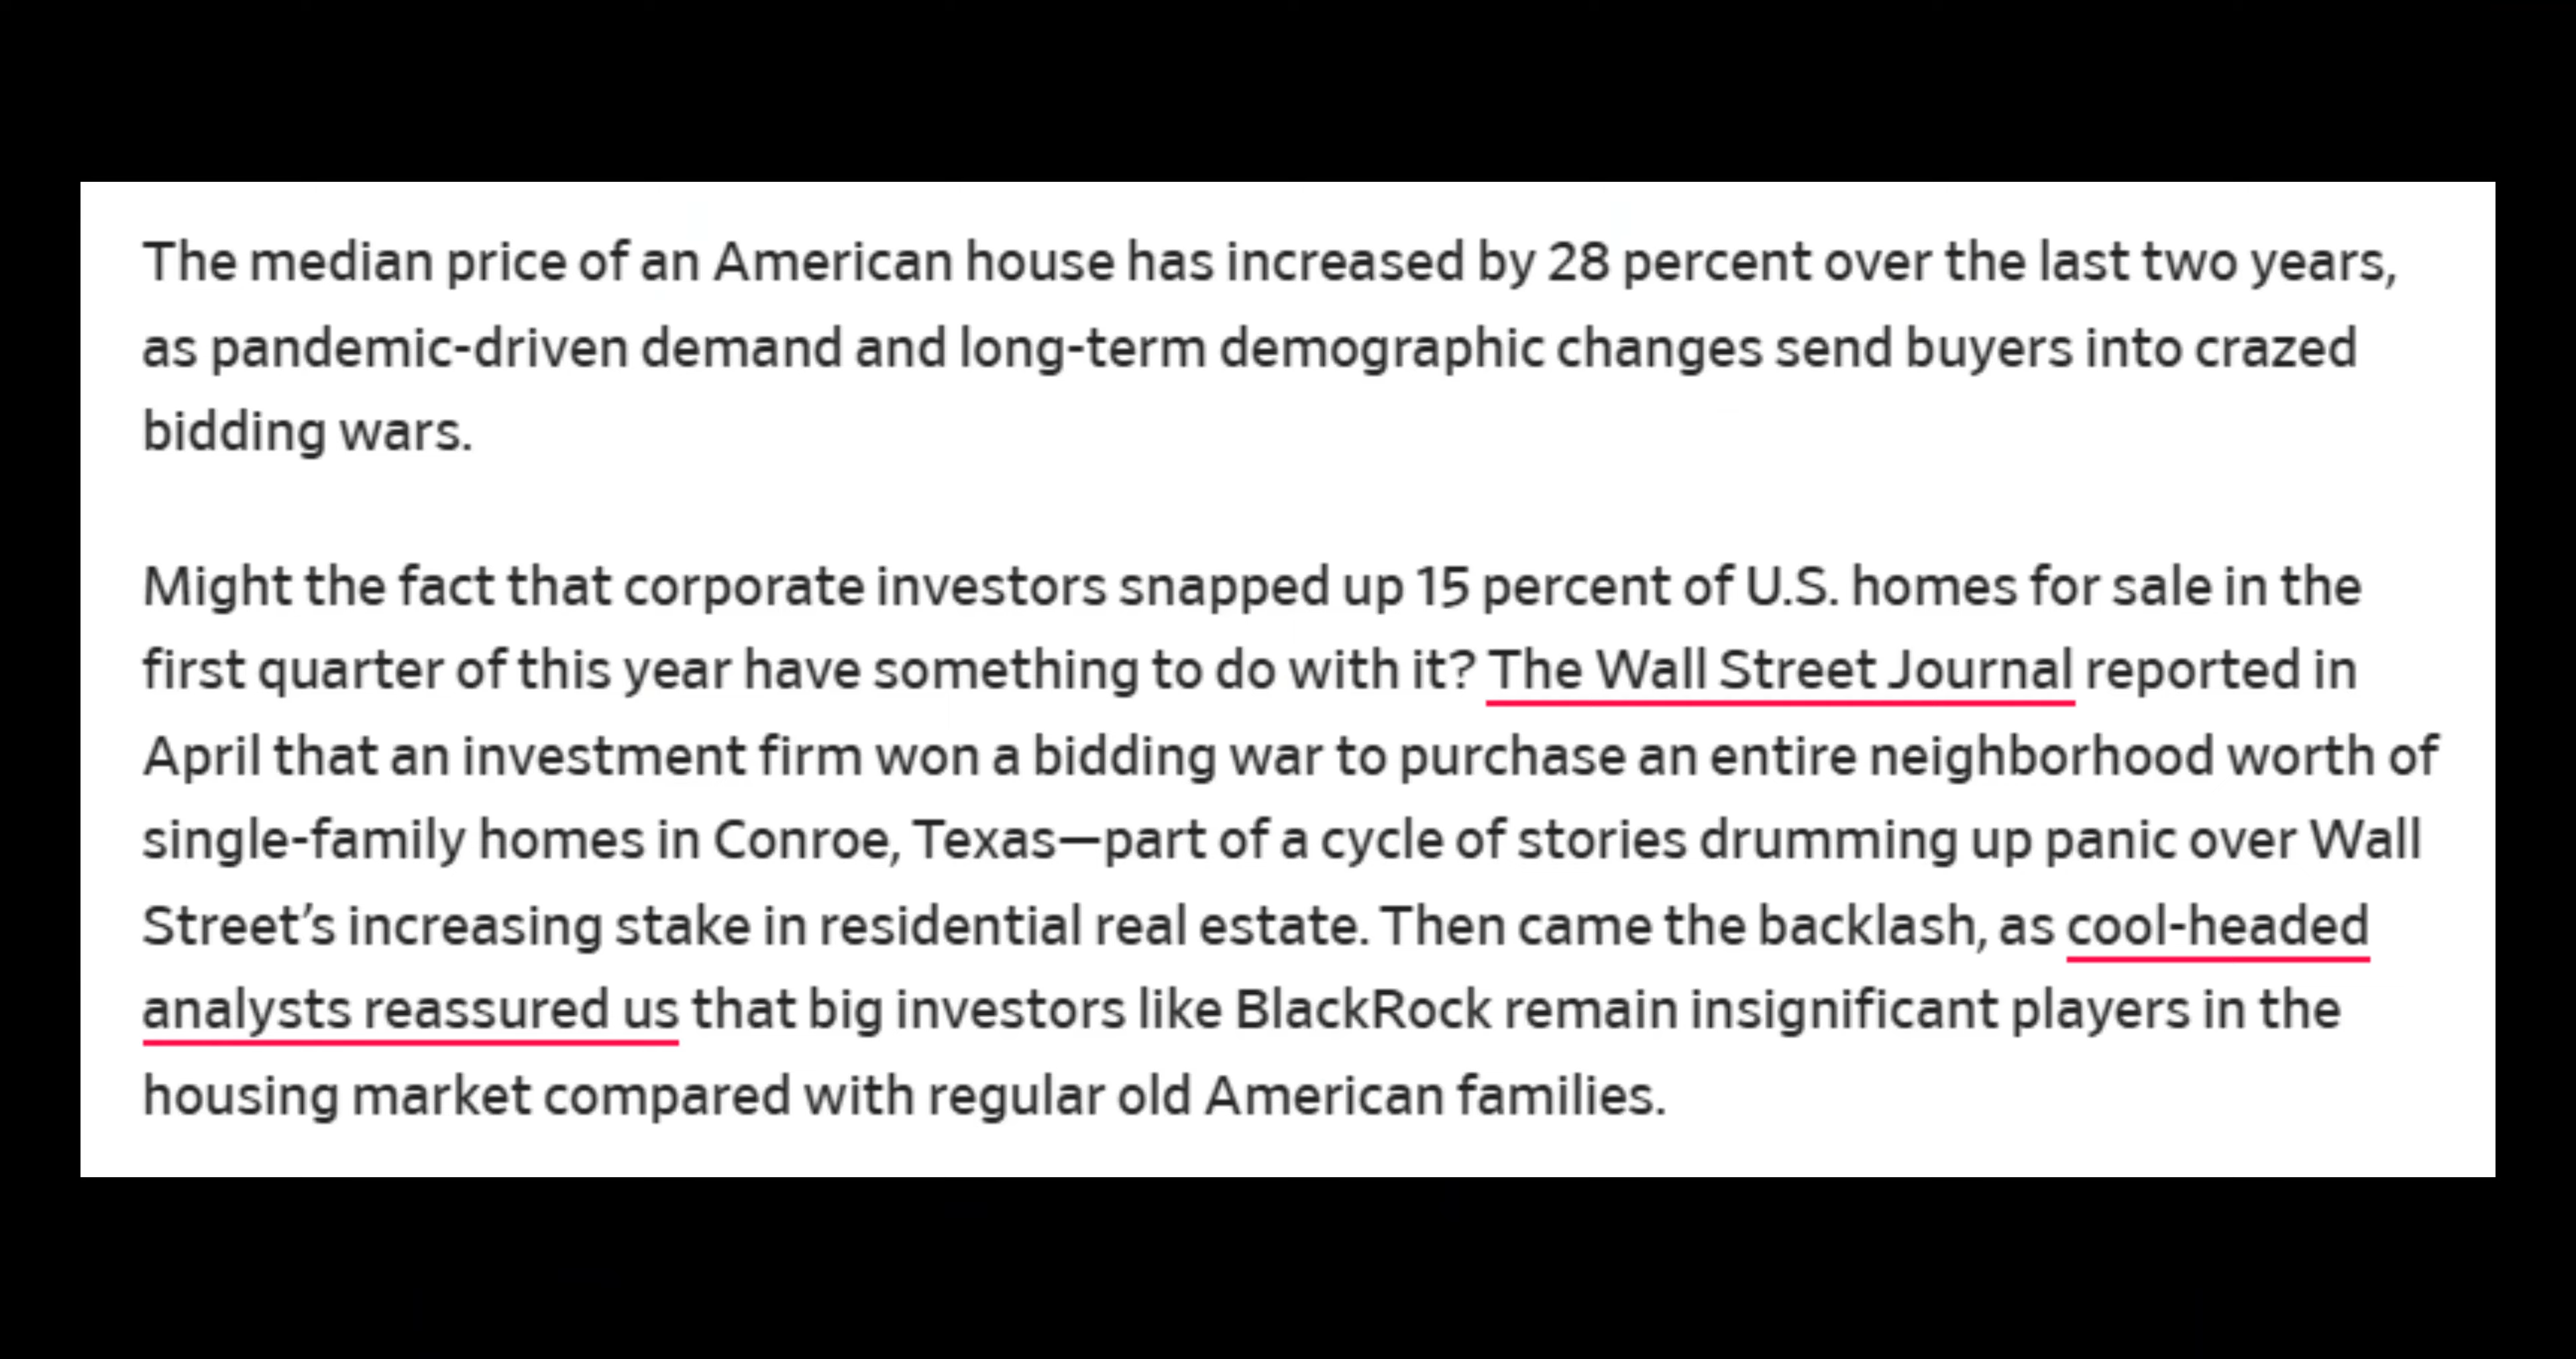 The median price of an American house has increased by 28 percent over the last two years,
as pandemic-driven demand and long-term demographic changes send buyers into crazed
bidding wars.
Might the fact that corporate investors snapped up 15 percent of U.S. homes for sale in the
first quarter of this year have something to do with it? The Wall Street Journal reported in
April that an investment firm won a bidding war to purchase an entire neighborhood worth of
single-family homes in Conroe, Texas—part of a cycle of stories drumming up panic over Wall
Street’s increasing stake in residential real estate. Then came the backlash, as cool-headed
analysts reassured us that big investors like BlackRock remain insignificant players in the
housing market compared with regular old American families.